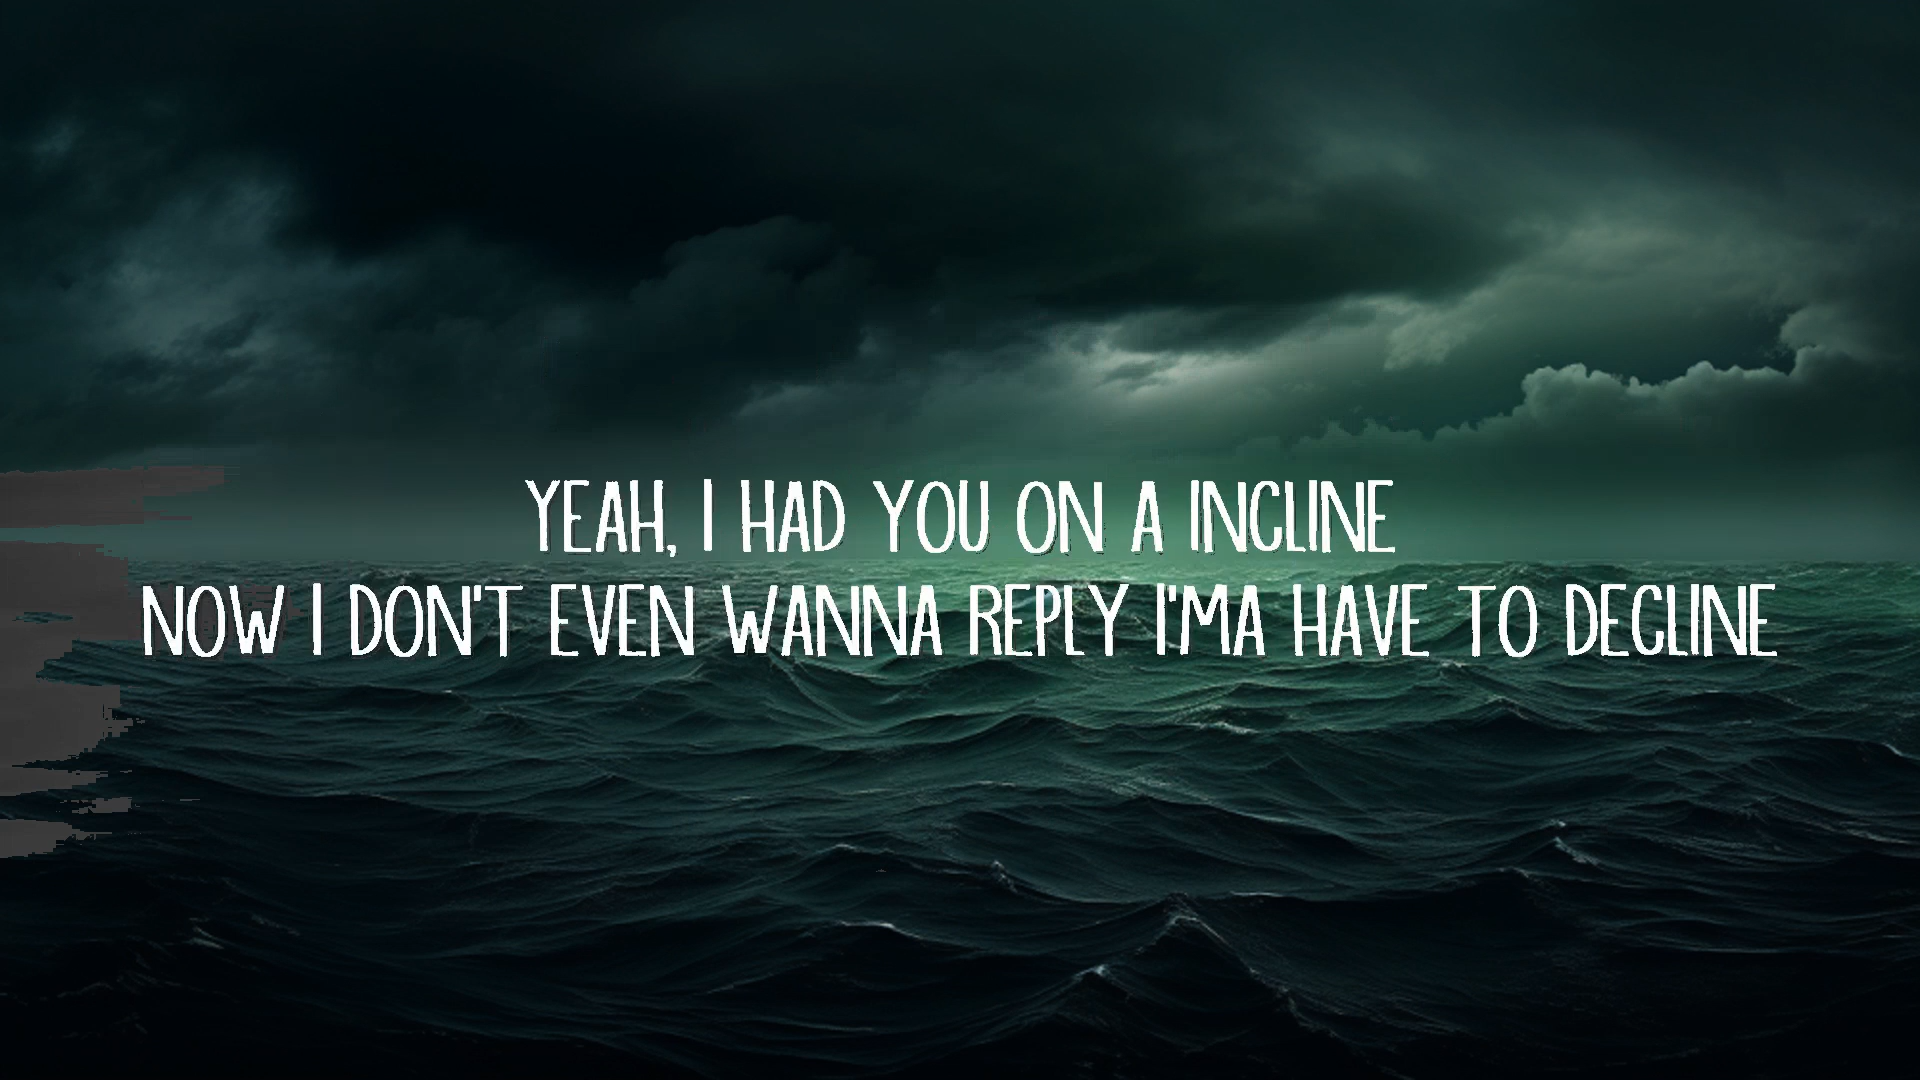 YEAH, I HAD YOU ON A INCLINE
NOW I DON'T EVEN WANNA REPLY I'MA HAVE TO DECLINE